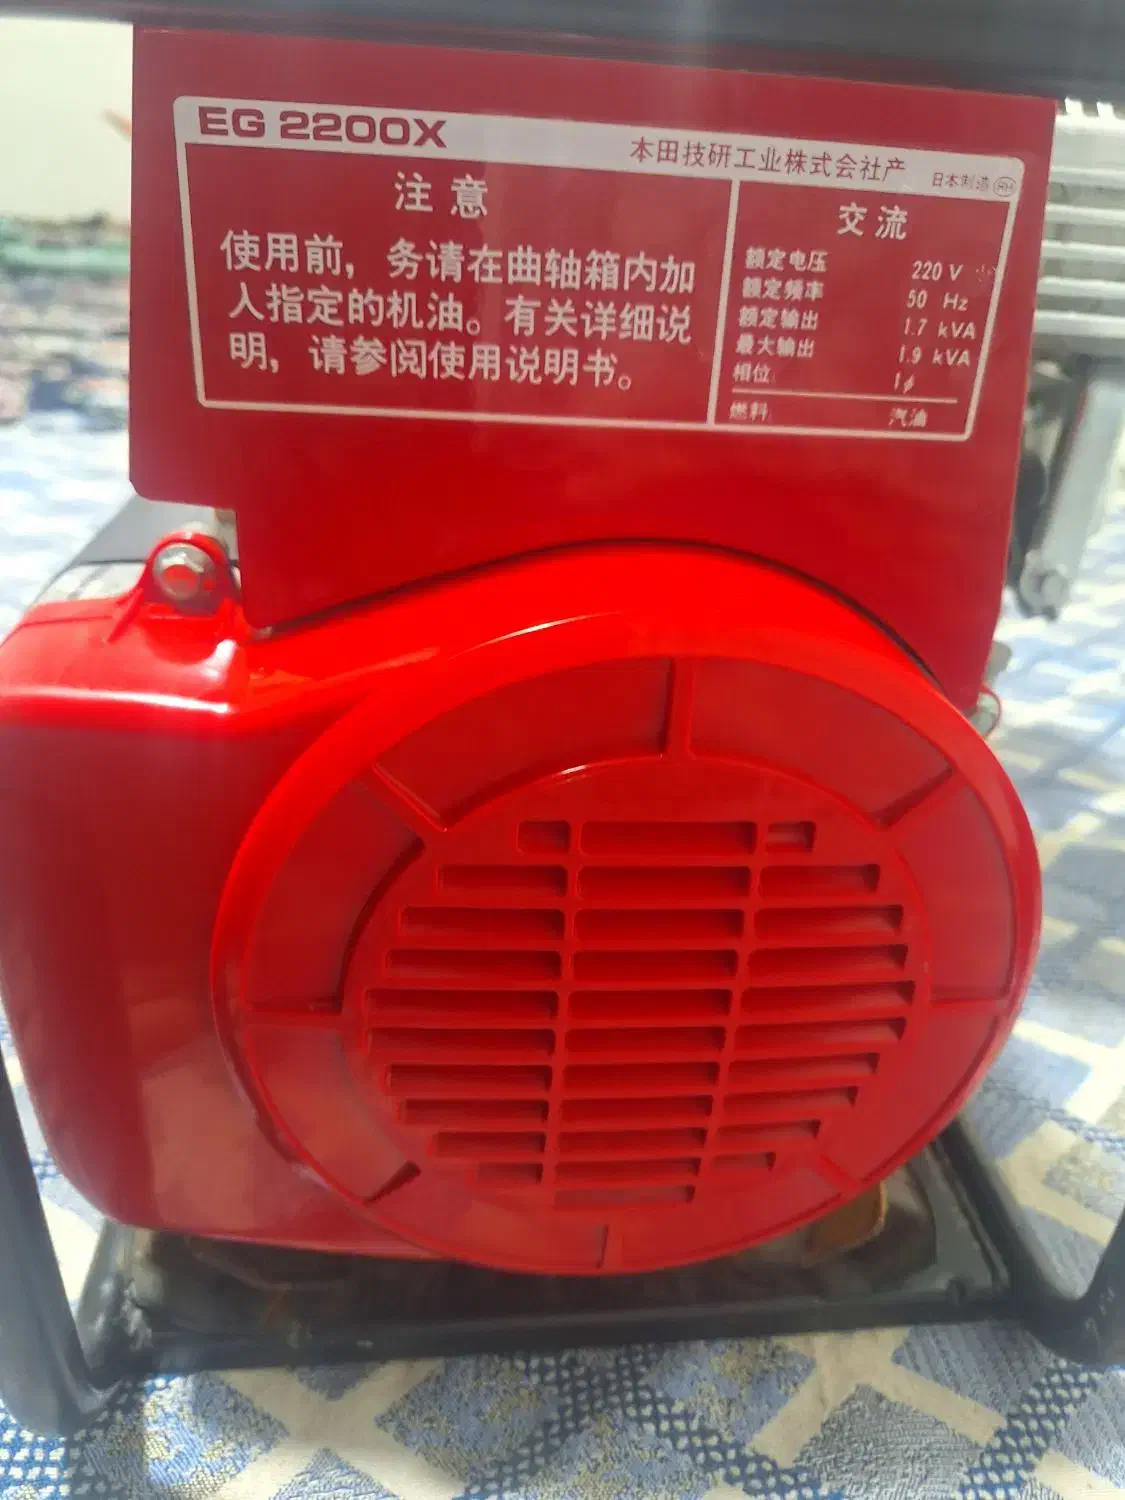 EG 2200X
本田技研工业株式会社产 日本制造 RH
注意
使用前，务请在曲轴箱内加
入指定的机油。有关详细说
明，请参阅使用说明书。
交流
额定电压 220 V
额定频率 50 Hz
额定输出 1.7 kVA
最大输出 1.9 kVA
相位: 1ϕ
燃料: 汽油